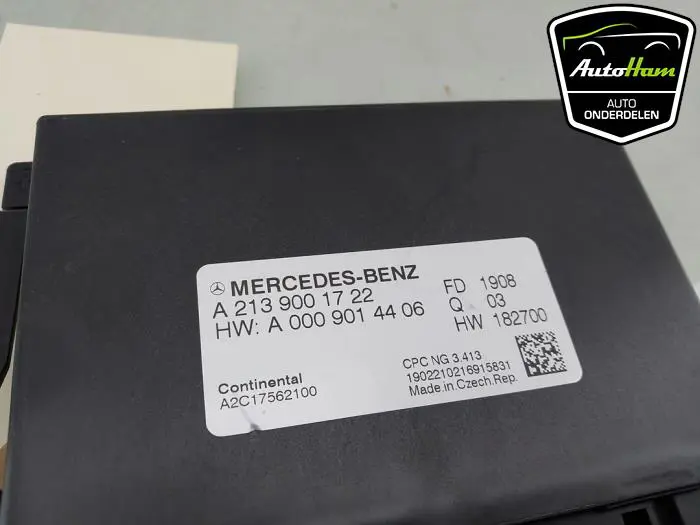 AutoHam
AUTO
ONDERDELEN
MERCEDES-BENZ
A 213 900 17 22
HW: A 000 901 44 06
FD 1908
Q 03
HW 182700
Continental
A2C17562100
CPC NG 3.413
1902210216915831
Made.in.Czech.Rep.